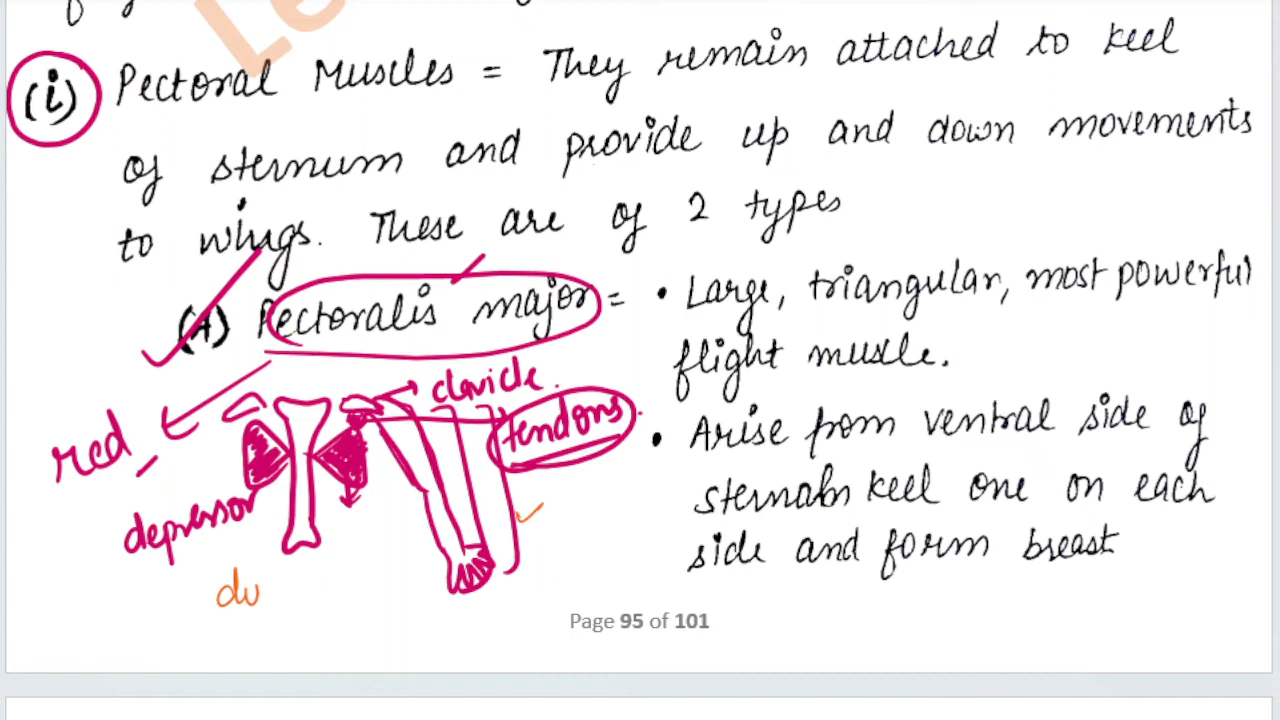 Le
(i) Pectoral Muscles = They remain attached to keel
of sternum and provide up and down movements
to wings. These are of 2 types
(A) Pectoralis major = • Large, triangular, most powerful
flight muscle.
clavicle.
tendons.
red
depressor
du
• Arise from ventral side of
sternal keel one on each
side and form breast
Page 95 of 101